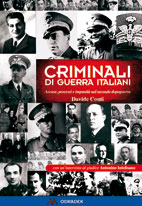 CRIMINALI
DI GUERRA ITALIANI
Accuse, processi e impunità nel secondo dopoguerra
Davide Conti
con un'intervista al giudice Antonino Intelisano
ODRADEK